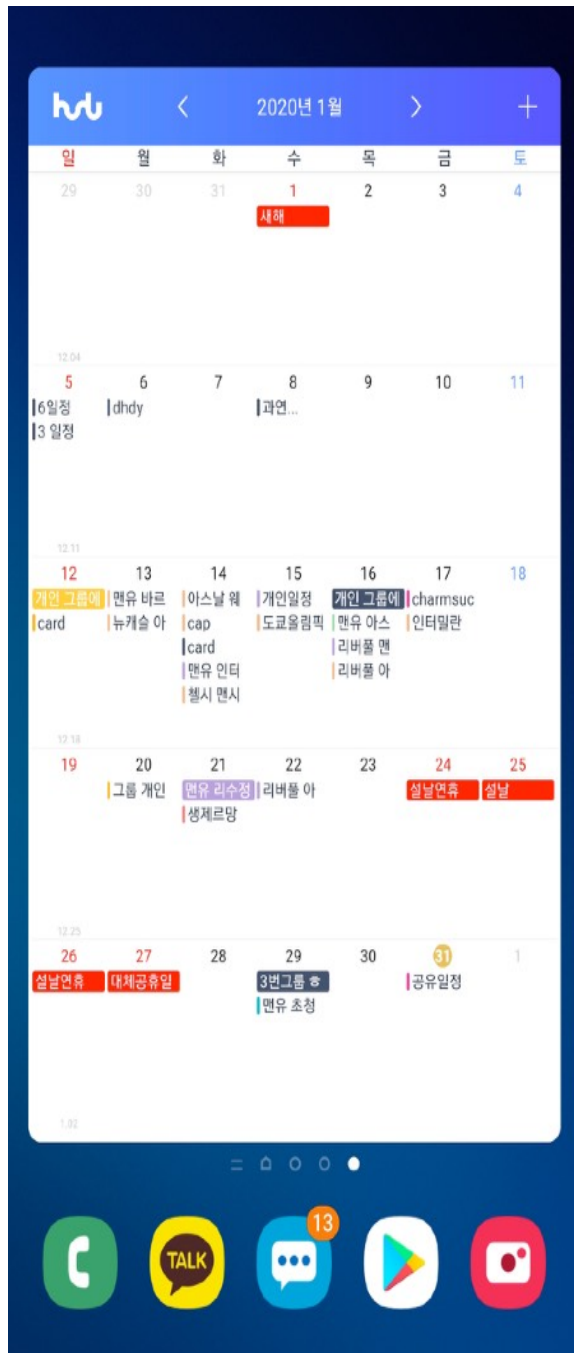 hub
2020년 1월
일 월 화 수 목 금 토
29 30 31 1 2 3 4
새해
12.04
5 6 7 8 9 10 11
6일정 dhdy 과연...
3 일정
12.11
12 13 14 15 16 17 18
개인 그룹에 맨유 바르 아스날 웨 개인일정 개인 그룹에 charmsuc
card 뉴캐슬 아 cap 도쿄올림픽 맨유 아스 인터밀란
card 리버풀 맨
맨유 인터 리버풀 아
첼시 맨시
12.18
19 20 21 22 23 24 25
그룹 개인 맨유 리수정 리버풀 아 설날연휴 설날
생제르망
12.25
26 27 28 29 30 31 1
설날연휴 대체공휴일 3번그룹 ㅎ 공유일정
맨유 초청
1.02
13
TALK